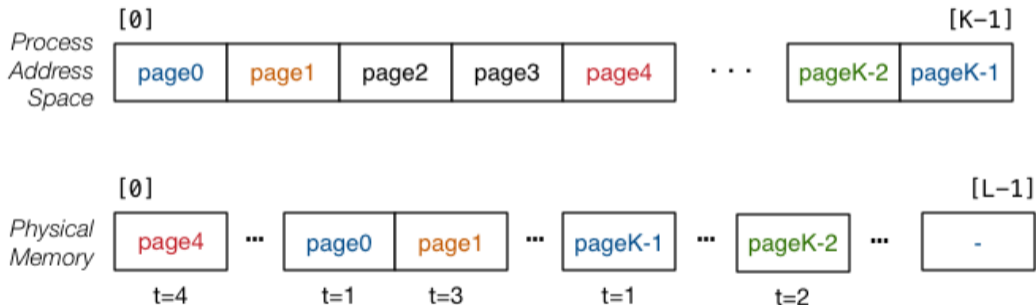 [0] [K-1]
Process
Address
Space
page0 page1 page2 page3 page4 . . . pageK-2 pageK-1
[0] [L-1]
Physical
Memory
page4 ... page0 page1 ... pageK-1 ... pageK-2 ... -
t=4 t=1 t=3 t=1 t=2